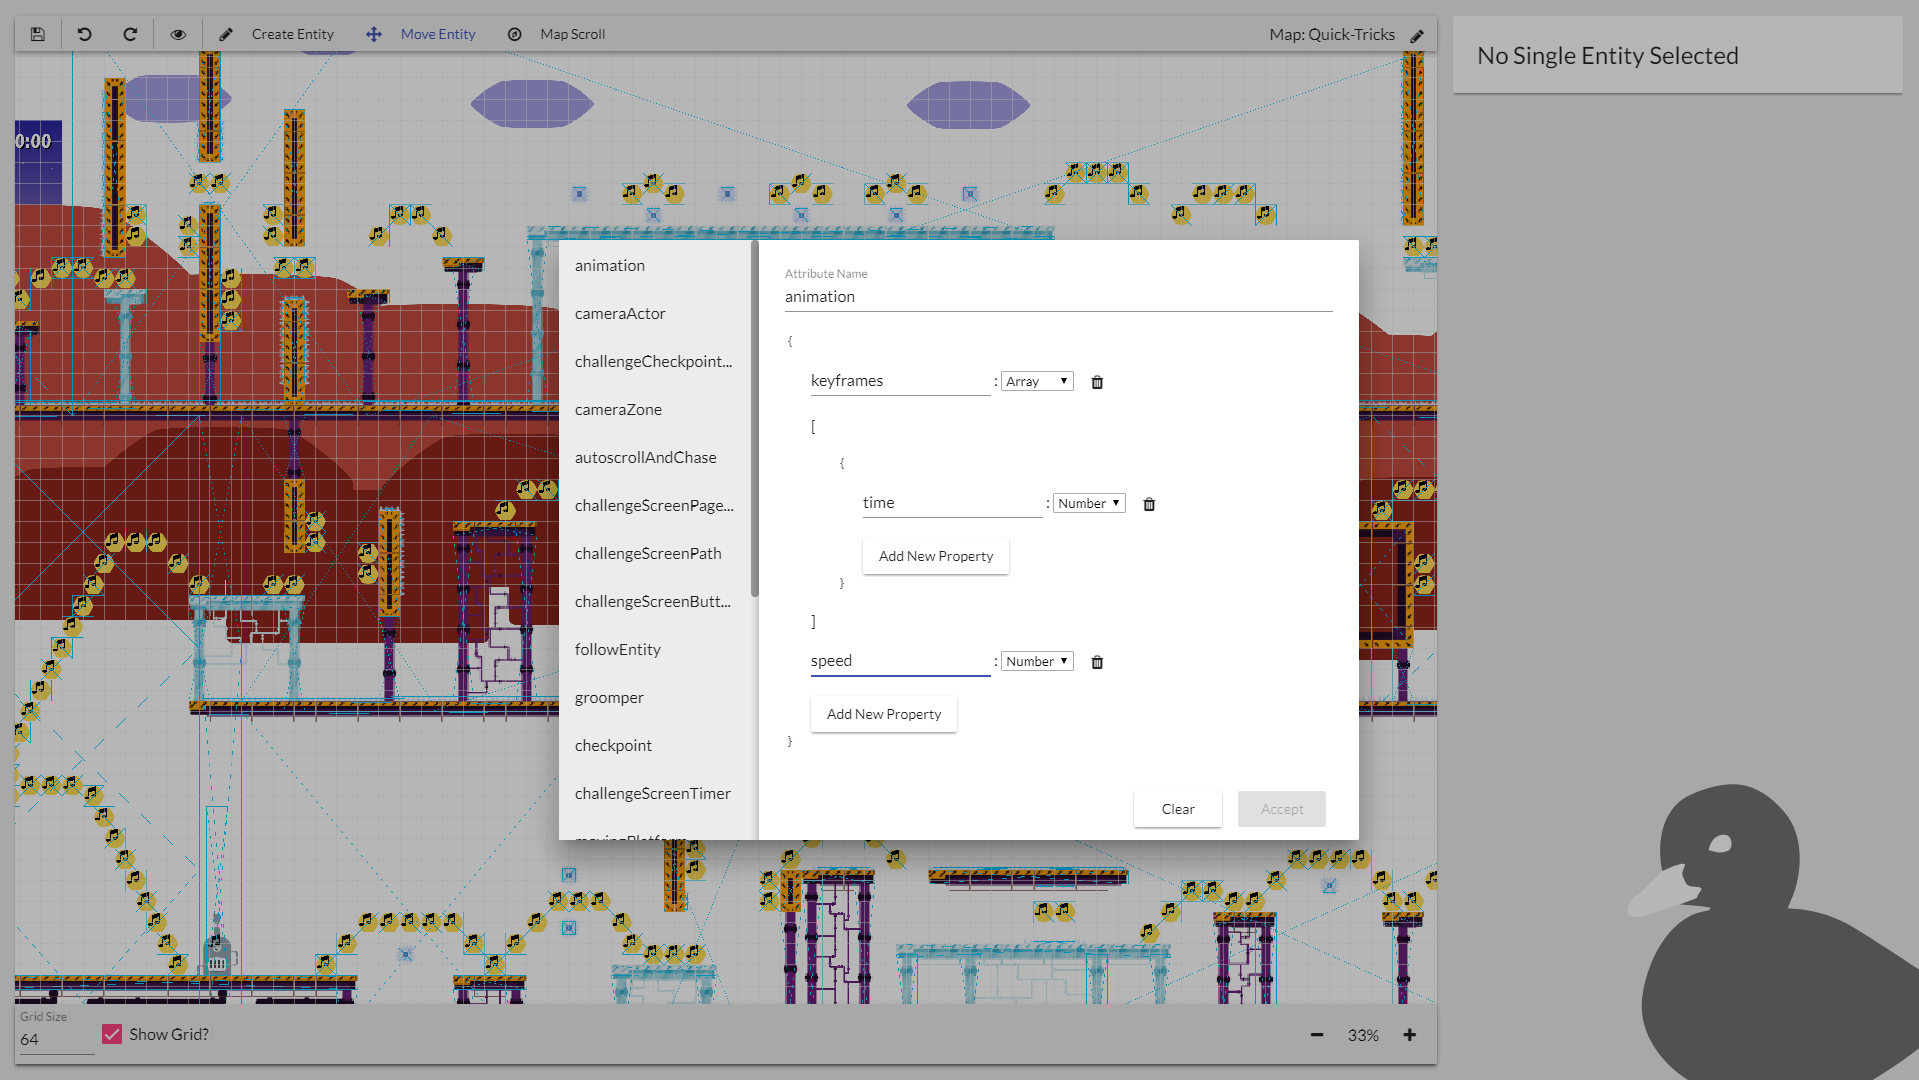 Create Entity
Move Entity
Map Scroll
Map: Quick-Tricks
No Single Entity Selected
0:00
animation
cameraActor
challengeCheckpoint...
cameraZone
autoscrollAndChase
challengeScreenPage...
challengeScreenPath
challengeScreenButt...
followEntity
groomper
checkpoint
challengeScreenTimer
Attribute Name
animation
{
keyframes : Array
[
{
time : Number
Add New Property
}
]
speed : Number
Add New Property
}
Clear
Accept
Grid Size
64
Show Grid?
33%